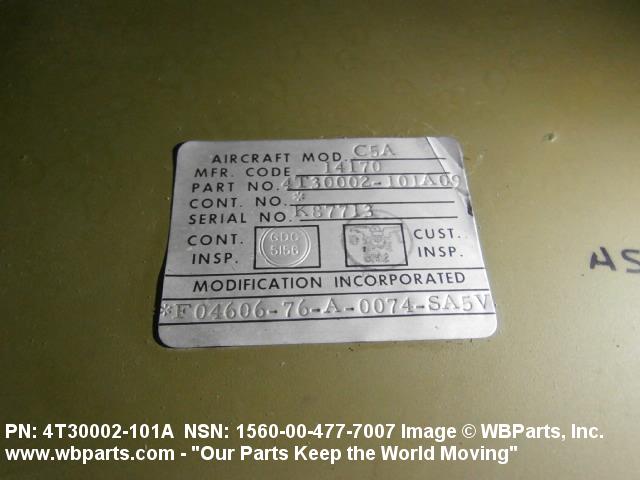 AIRCRAFT MOD. C5A
MFR. CODE 14170
PART NO. 4T30002-101A09
CONT. NO. *
SERIAL NO. K87713
CONT. INSP. GDC 5156 CUST. INSP.
MODIFICATION INCORPORATED
*F04606-76-A-0074-SA5V
AS
PN: 4T30002-101A NSN: 1560-00-477-7007 Image © WBParts, Inc.
www.wbparts.com - "Our Parts Keep the World Moving"